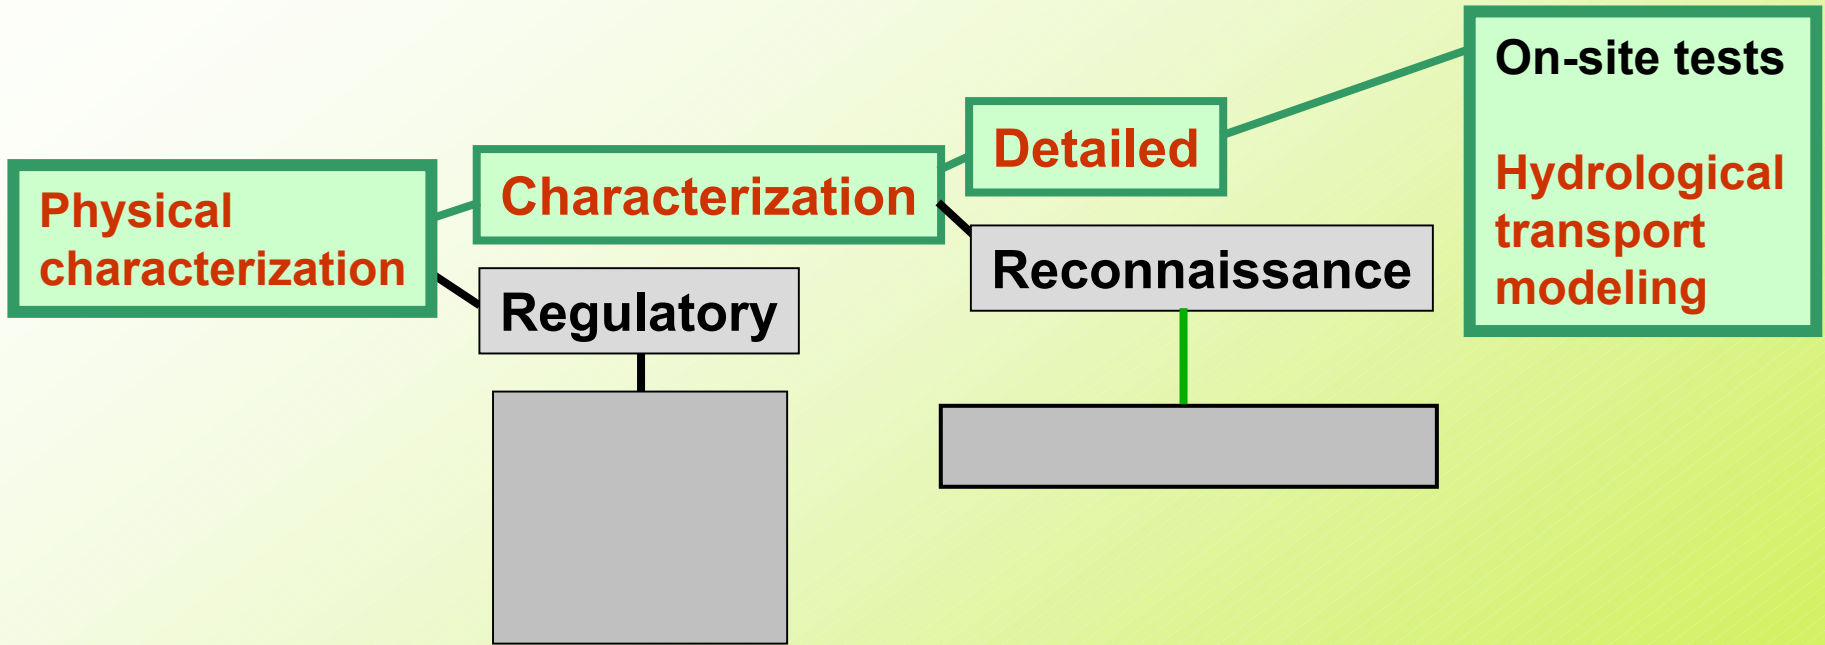 Physical
characterization
Characterization
Regulatory
Detailed
Reconnaissance
On-site tests
Hydrological
transport
modeling